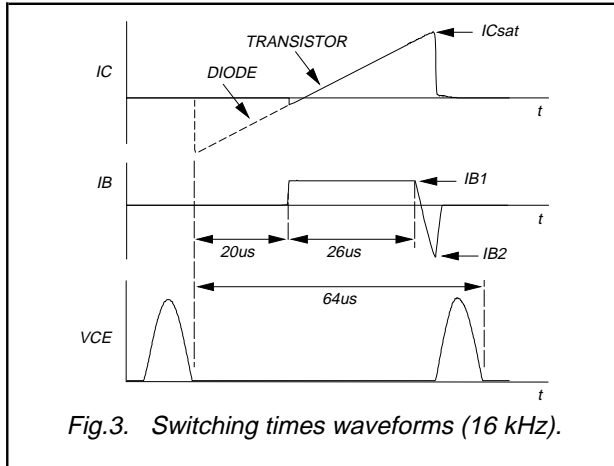 ICsat
TRANSISTOR
IC
DIODE
t
IB
IB1
t
20us
26us
IB2
64us
VCE
t
Fig.3. Switching times waveforms (16 kHz).